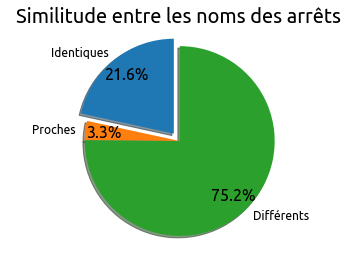 Similitude entre les noms des arrêts
Identiques
21.6%
Proches
3.3%
75.2%
Différents